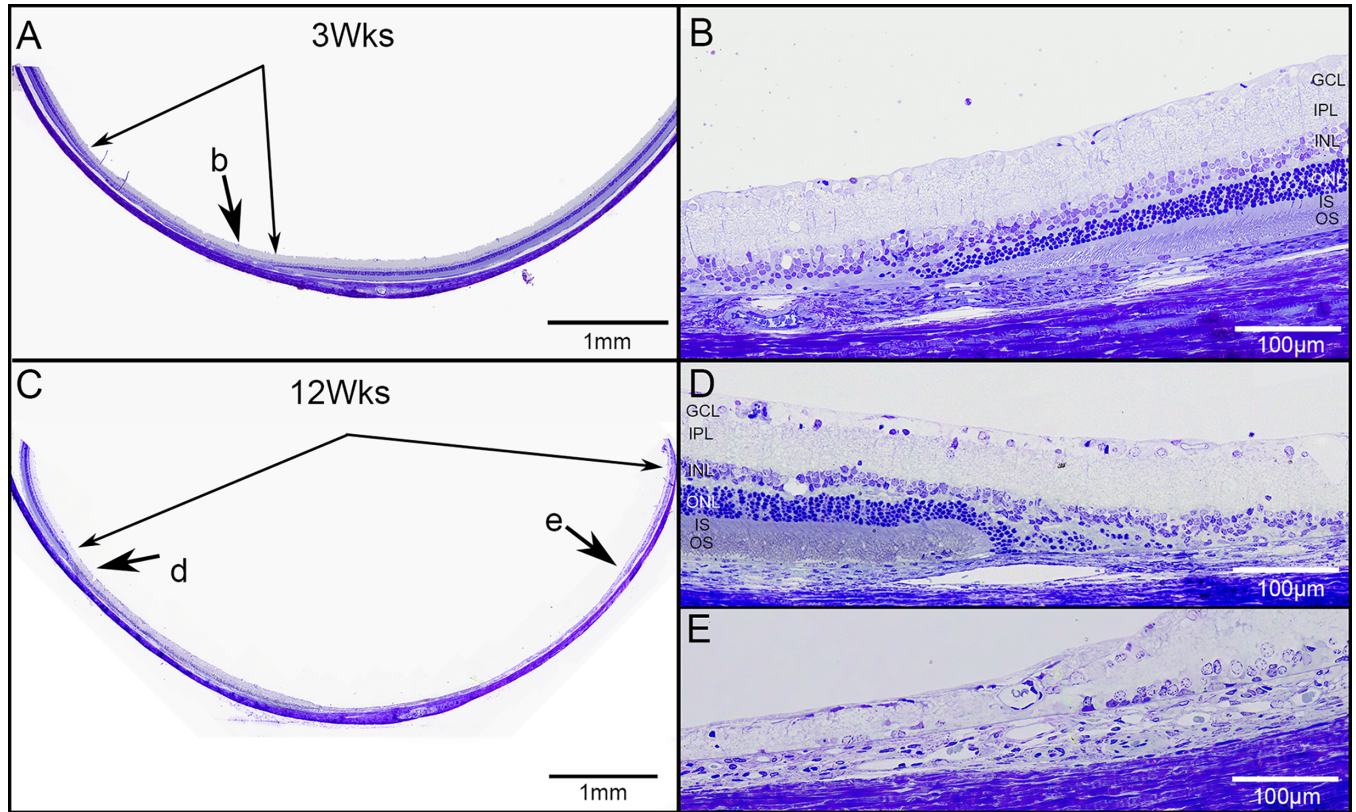 A
3Wks
b
1mm
B
GCL
IPL
INL
ONL
IS
OS
100µm
C
12Wks
d
e
1mm
D
GCL
IPL
INL
ONL
IS
OS
100µm
E
100µm